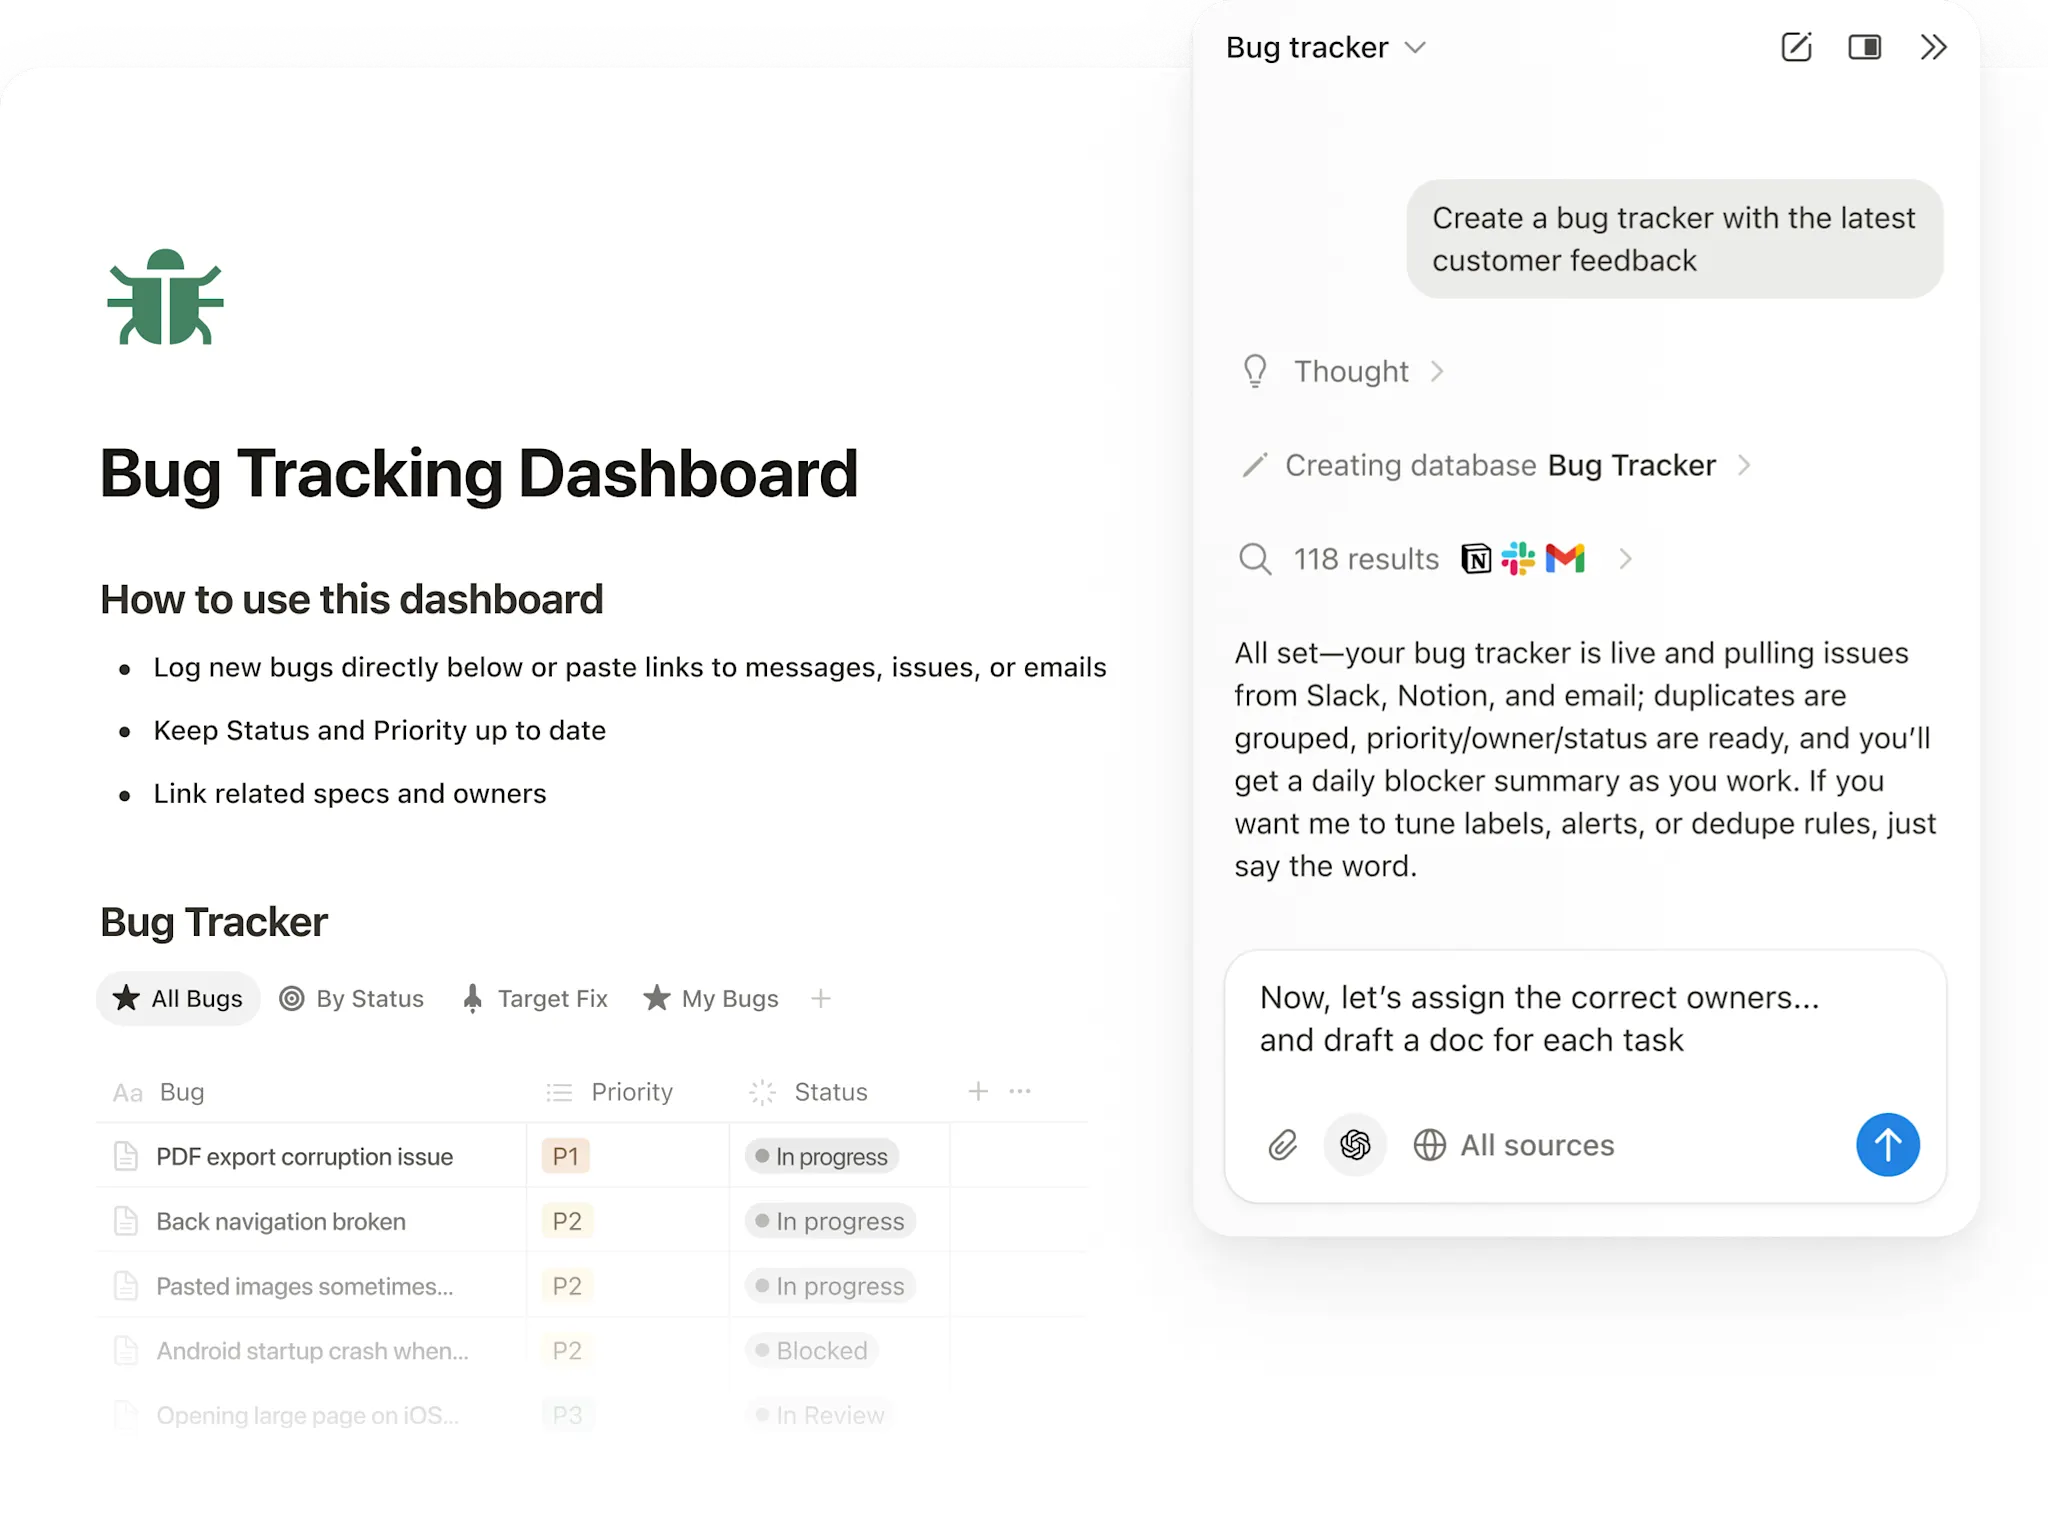 Bug Tracking Dashboard
How to use this dashboard
• Log new bugs directly below or paste links to messages, issues, or emails
• Keep Status and Priority up to date
• Link related specs and owners
Bug Tracker
All Bugs By Status Target Fix My Bugs +
Aa Bug Priority Status + ...
PDF export corruption issue P1 In progress
Back navigation broken P2 In progress
Pasted images sometimes... P2 In progress
Android startup crash when... P2 Blocked
Opening large page on iOS... P3 In Review
Bug tracker
Create a bug tracker with the latest
customer feedback
Thought
Creating database Bug Tracker
118 results N
All set—your bug tracker is live and pulling issues
from Slack, Notion, and email; duplicates are
grouped, priority/owner/status are ready, and you’ll
get a daily blocker summary as you work. If you
want me to tune labels, alerts, or dedupe rules, just
say the word.
Now, let’s assign the correct owners...
and draft a doc for each task
All sources